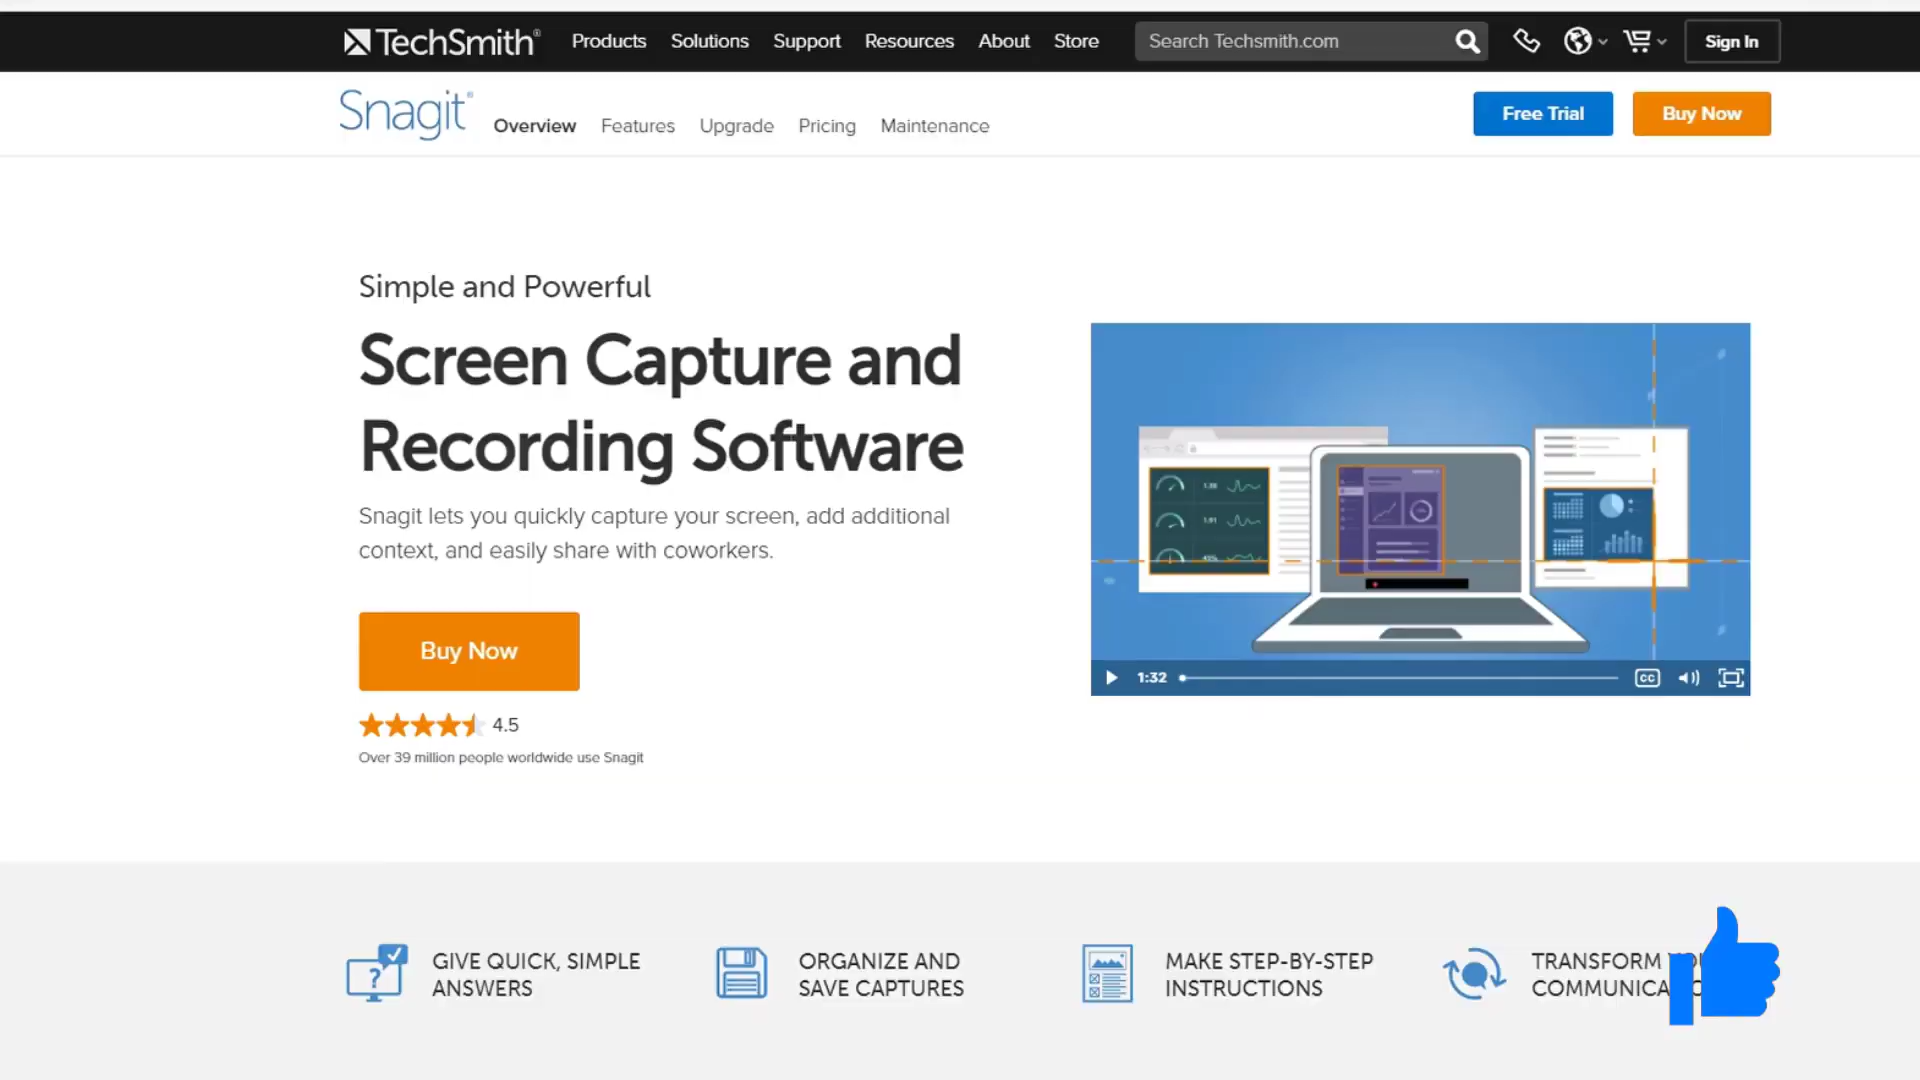 TechSmith®
Products Solutions Support Resources About Store
Search Techsmith.com
Sign In
Snagit®
Overview Features Upgrade Pricing Maintenance
Free Trial
Buy Now
Simple and Powerful
Screen Capture and
Recording Software
Snagit lets you quickly capture your screen, add additional
context, and easily share with coworkers.
Buy Now
4.5
Over 39 million people worldwide use Snagit
1:32
CC
GIVE QUICK, SIMPLE
ANSWERS
ORGANIZE AND
SAVE CAPTURES
MAKE STEP-BY-STEP
INSTRUCTIONS
TRANSFORM